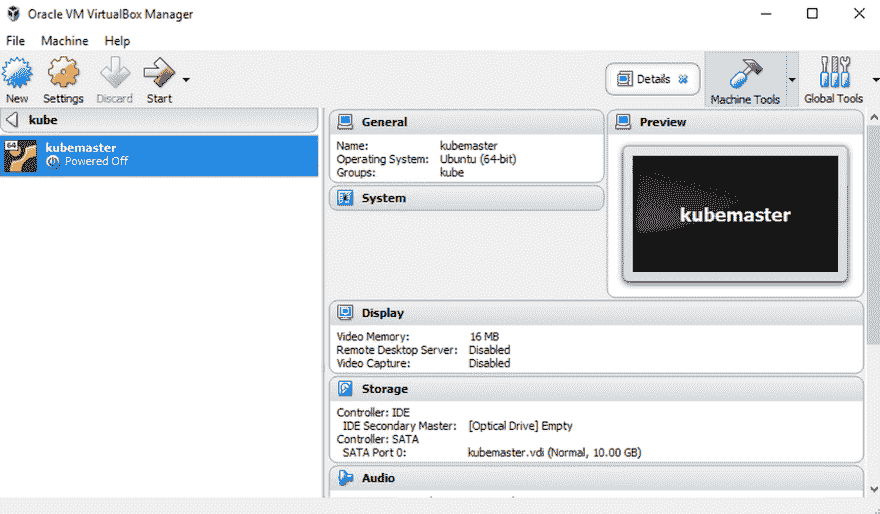 Oracle VM VirtualBox Manager
File Machine Help
New Settings Discard Start
Details Machine Tools Global Tools
kube
64
kubemaster
Powered Off
General
Name: kubemaster
Operating System: Ubuntu (64-bit)
Groups: kube
System
Preview
kubemaster
Display
Video Memory: 16 MB
Remote Desktop Server: Disabled
Video Capture: Disabled
Storage
Controller: IDE
IDE Secondary Master: [Optical Drive] Empty
Controller: SATA
SATA Port 0: kubemaster.vdi (Normal, 10.00 GB)
Audio